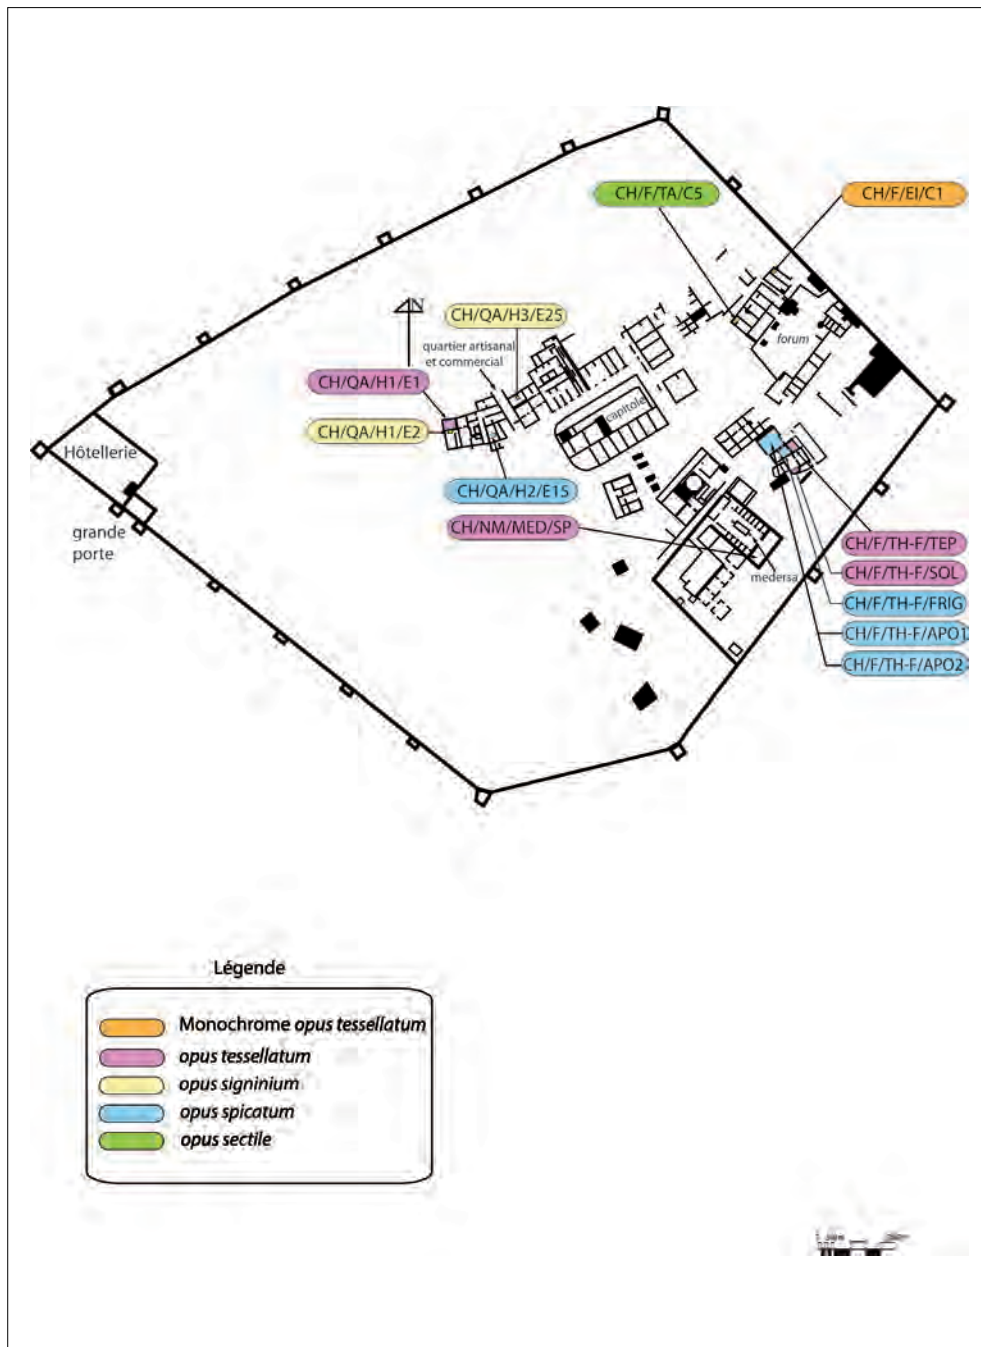 CH/F/TA/C5
CH/F/EI/C1
N
CH/QA/H3/E25
quartier artisanal
et commercial
forum
CH/QA/H1/E1
capitole
CH/QA/H1/E2
Hôtellerie
CH/QA/H2/E15
CH/NM/MED/SP
grande
porte
medersa
CH/F/TH-F/TEP
CH/F/TH-F/SOL
CH/F/TH-F/FRIG
CH/F/TH-F/APO1
CH/F/TH-F/APO2
Légende
Monochrome opus tessellatum
opus tessellatum
opus signinium
opus spicatum
opus sectile